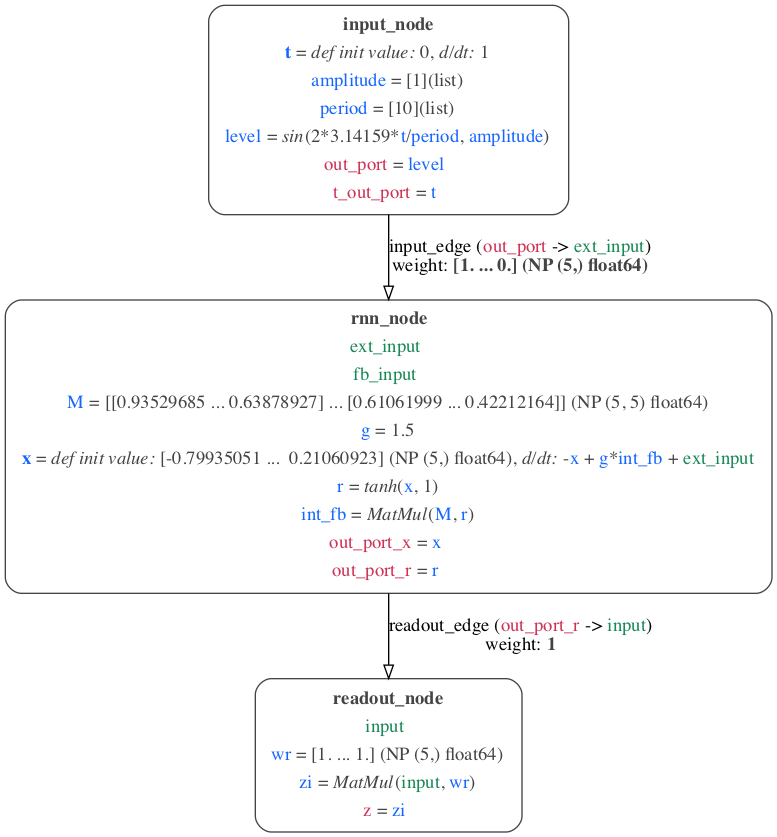 input_node
t = def init value: 0, d/dt: 1
amplitude = [1](list)
period = [10](list)
level = sin(2*3.14159*t/period, amplitude)
out_port = level
t_out_port = t
input_edge (out_port -> ext_input)
weight: [1. ... 0.] (NP (5,) float64)
rnn_node
ext_input
fb_input
M = [[0.93529685 ... 0.63878927] ... [0.61061999 ... 0.42212164]] (NP (5, 5) float64)
g = 1.5
x = def init value: [-0.79935051 ... 0.21060923] (NP (5,) float64), d/dt: -x + g*int_fb + ext_input
r = tanh(x, 1)
int_fb = MatMul(M, r)
out_port_x = x
out_port_r = r
readout_edge (out_port_r -> input)
weight: 1
readout_node
input
wr = [1. ... 1.] (NP (5,) float64)
zi = MatMul(input, wr)
z = zi